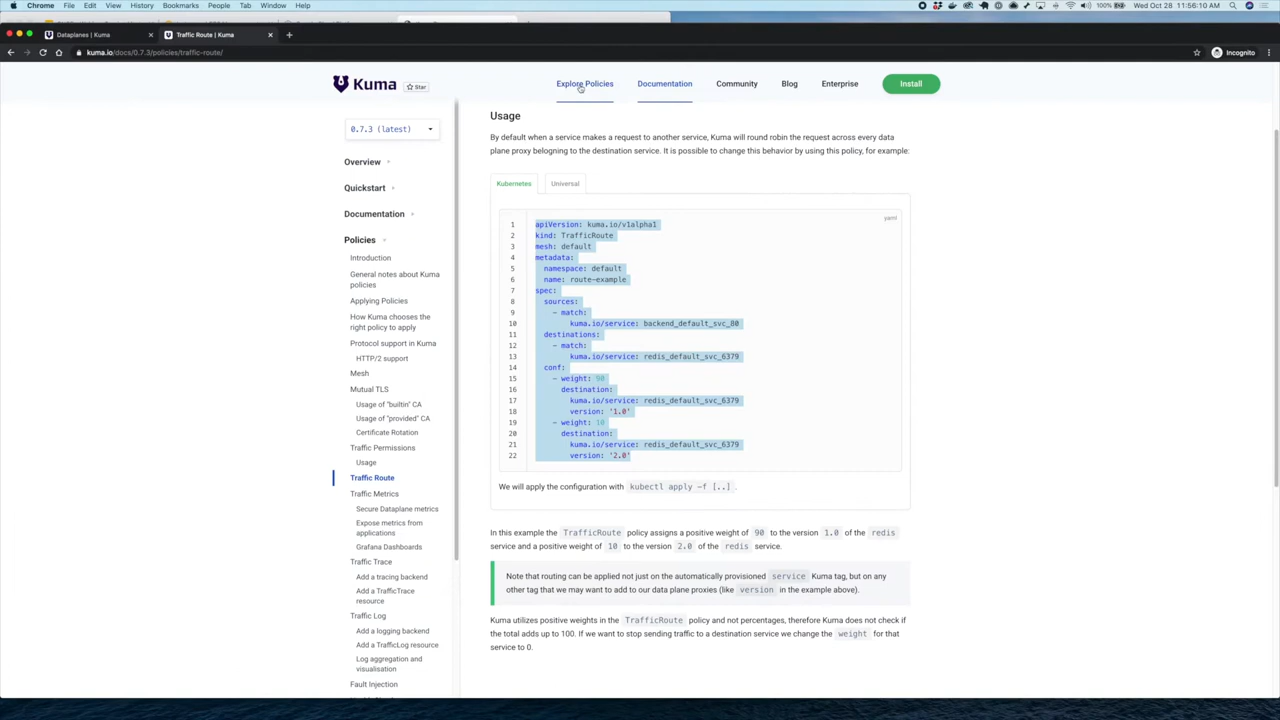 Chrome File Edit View History Bookmarks People Tab Window Help
100% Wed Oct 28 11:56:10 AM
Dataplanes | Kuma
Traffic Route | Kuma
kuma.io/docs/0.7.3/policies/traffic-route/
Incognito
Kuma
Star
Explore Policies
Documentation
Community
Blog
Enterprise
Install
0.7.3 (latest)
Overview
Quickstart
Documentation
Policies
Introduction
General notes about Kuma
policies
Applying Policies
How Kuma chooses the
right policy to apply
Protocol support in Kuma
HTTP/2 support
Mesh
Mutual TLS
Usage of "builtin" CA
Usage of "provided" CA
Certificate Rotation
Traffic Permissions
Usage
Traffic Route
Traffic Metrics
Secure Dataplane metrics
Expose metrics from
applications
Grafana Dashboards
Traffic Trace
Add a tracing backend
Add a TrafficTrace
resource
Traffic Log
Add a logging backend
Add a TrafficLog resource
Log aggregation and
visualisation
Fault Injection
Usage
By default when a service makes a request to another service, Kuma will round robin the request across every data
plane proxy belogning to the destination service. It is possible to change this behavior by using this policy, for example:
Kubernetes
Universal
yaml
1 apiVersion: kuma.io/v1alpha1
2 kind: TrafficRoute
3 mesh: default
4 metadata:
5 namespace: default
6 name: route-example
7 spec:
8 sources:
9 - match:
10 kuma.io/service: backend_default_svc_80
11 destinations:
12 - match:
13 kuma.io/service: redis_default_svc_6379
14 conf:
15 - weight: 90
16 destination:
17 kuma.io/service: redis_default_svc_6379
18 version: '1.0'
19 - weight: 10
20 destination:
21 kuma.io/service: redis_default_svc_6379
22 version: '2.0'
We will apply the configuration with kubectl apply -f [..] .
In this example the TrafficRoute policy assigns a positive weight of 90 to the version 1.0 of the redis
service and a positive weight of 10 to the version 2.0 of the redis service.
Note that routing can be applied not just on the automatically provisioned service Kuma tag, but on any
other tag that we may want to add to our data plane proxies (like version in the example above).
Kuma utilizes positive weights in the TrafficRoute policy and not percentages, therefore Kuma does not check if
the total adds up to 100. If we want to stop sending traffic to a destination service we change the weight for that
service to 0.